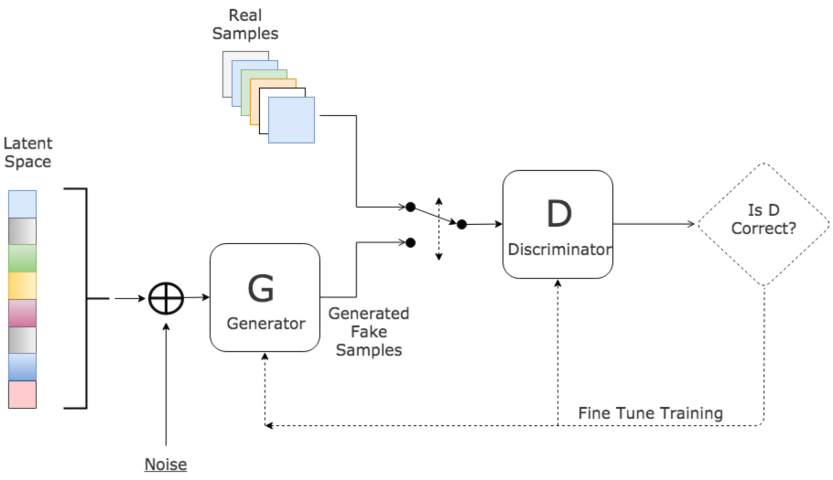 Real
Samples
Latent
Space
D
Discriminator
Is D
Correct?
G
Generator
Generated
Fake
Samples
Fine Tune Training
Noise